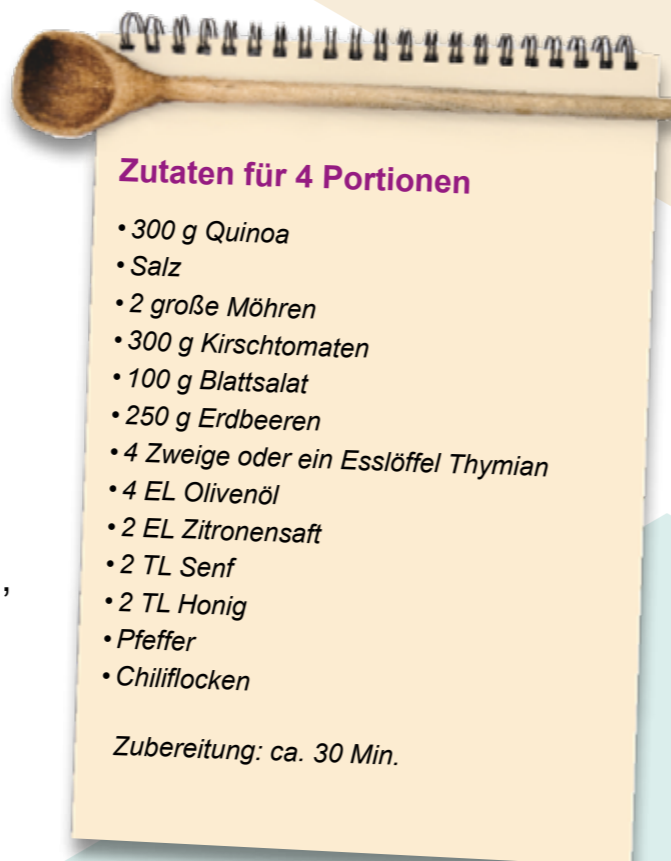 Zutaten für 4 Portionen
• 300 g Quinoa
• Salz
• 2 große Möhren
• 300 g Kirschtomaten
• 100 g Blattsalat
• 250 g Erdbeeren
• 4 Zweige oder ein Esslöffel Thymian
• 4 EL Olivenöl
• 2 EL Zitronensaft
• 2 TL Senf
,
• 2 TL Honig
• Pfeffer
• Chiliflocken
Zubereitung: ca. 30 Min.